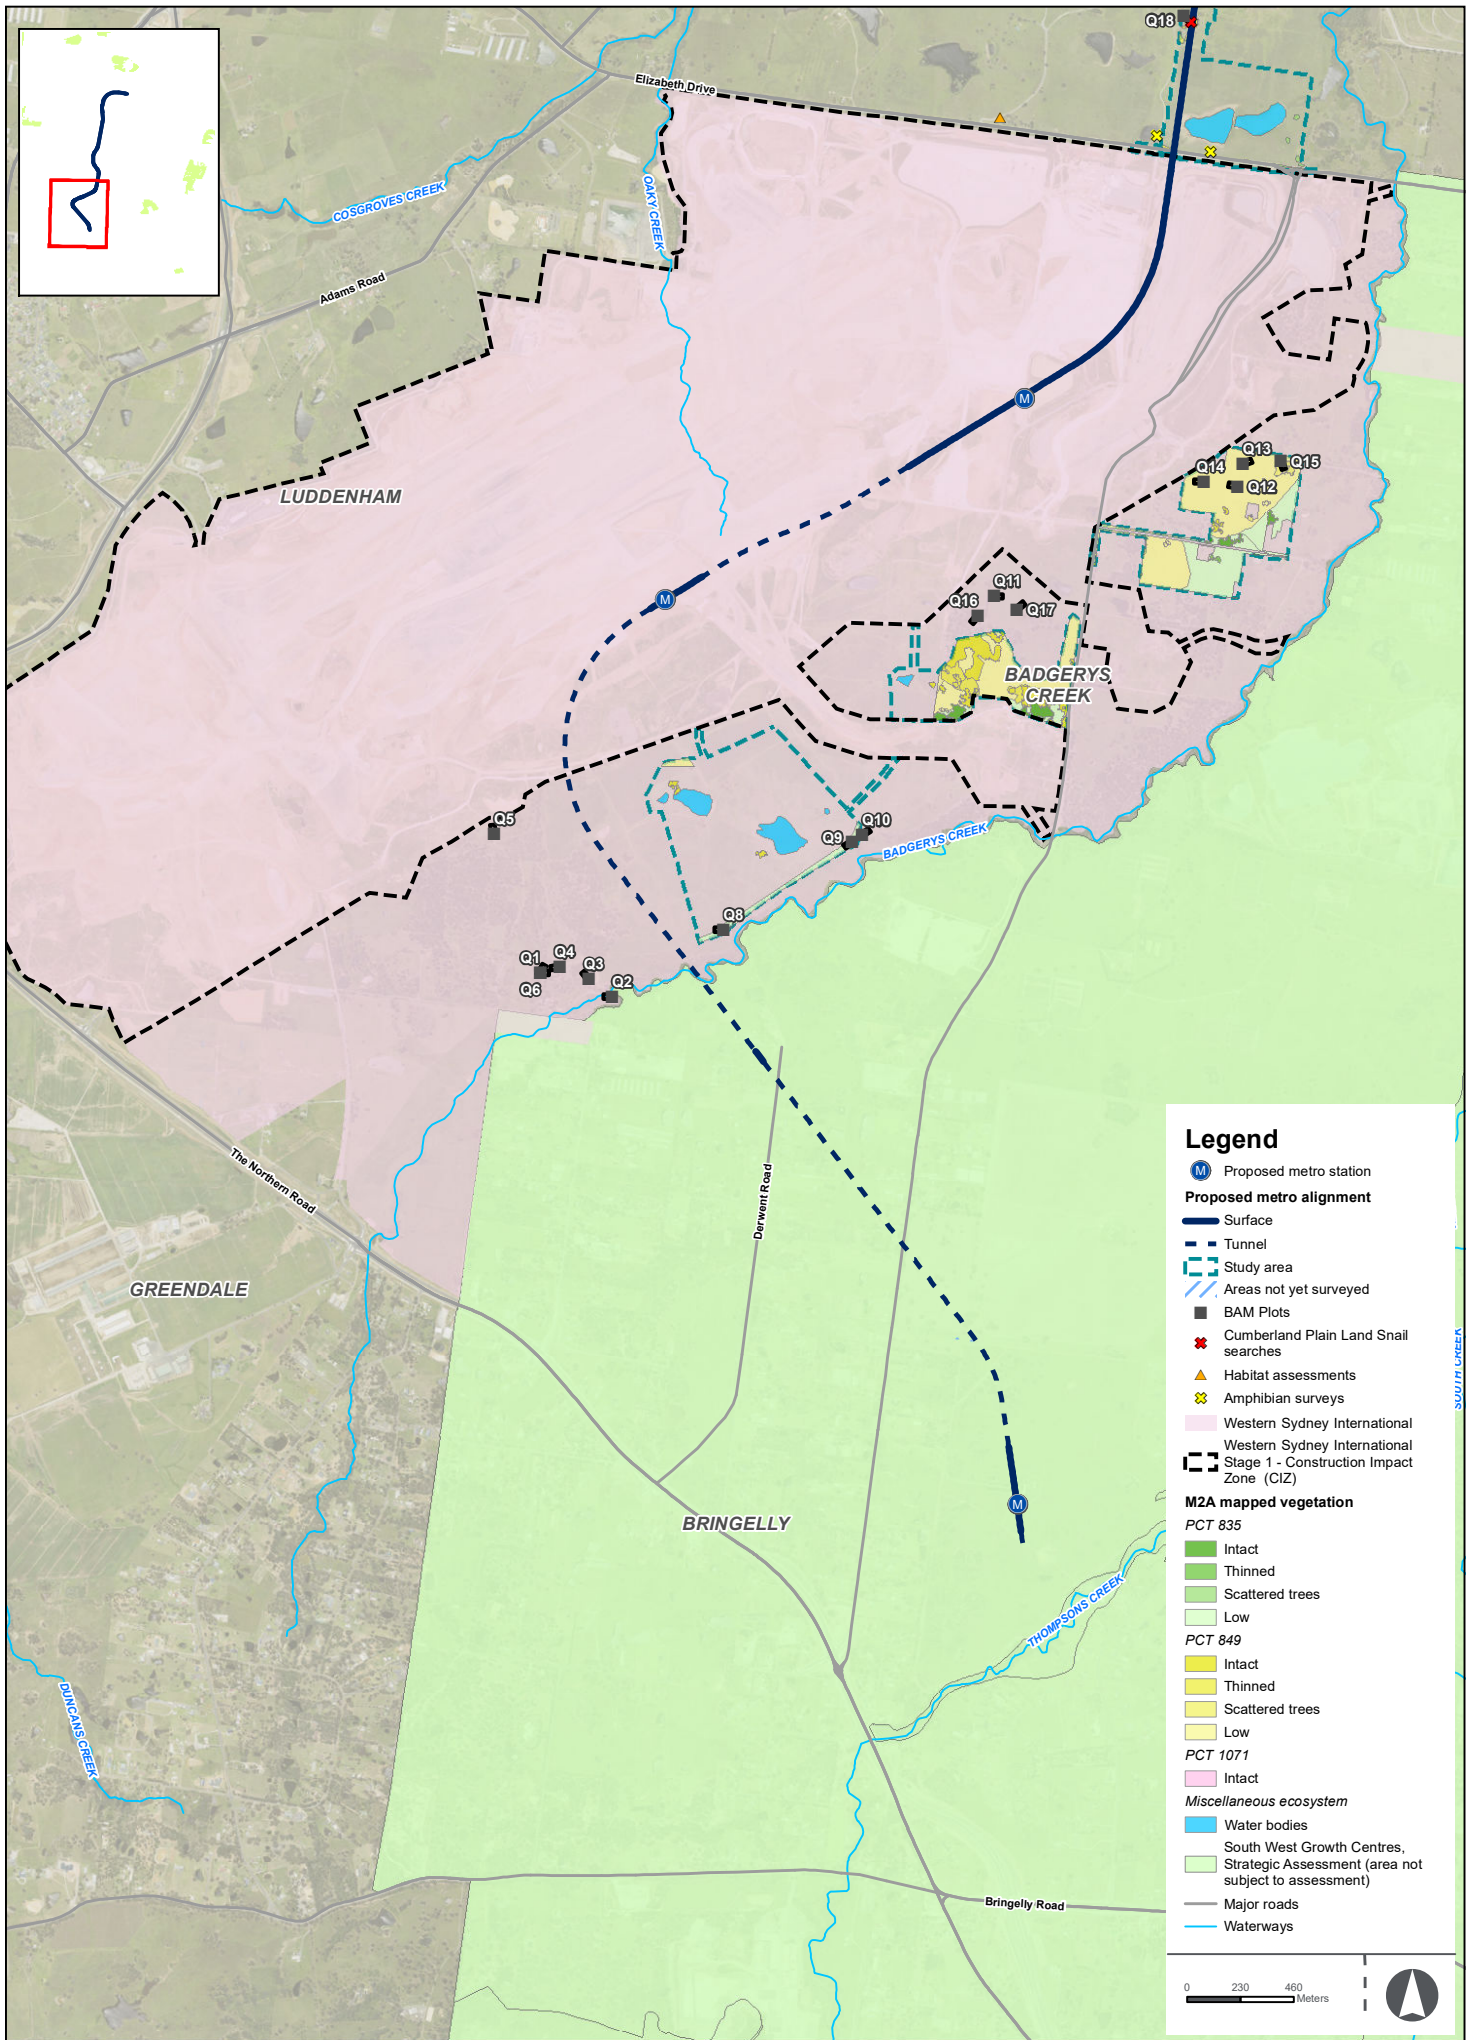 Q18
Elizabeth Drive
COSGROVES CREEK
OAKY CREEK
Adams Road
M
LUDDENHAM
Q13
Q14
Q15
Q12
M
Q11
Q16
Q17
BADGERYS
CREEK
Q5
Q10
Q9
BADGERYS CREEK
Q8
Q1
Q4
Q3
Q6
Q2
The Northern Road
Derwent Road
GREENDALE
SOUTH CREEK
M
BRINGELLY
THOMPSONS CREEK
DUNCANS CREEK
Bringelly Road
Legend
M
Proposed metro station
Proposed metro alignment
Surface
Tunnel
Study area
Areas not yet surveyed
BAM Plots
Cumberland Plain Land Snail
searches
Habitat assessments
Amphibian surveys
Western Sydney International
Western Sydney International
Stage 1 - Construction Impact
Zone (CIZ)
M2A mapped vegetation
PCT 835
Intact
Thinned
Scattered trees
Low
PCT 849
Intact
Thinned
Scattered trees
Low
PCT 1071
Intact
Miscellaneous ecosystem
Water bodies
South West Growth Centres,
Strategic Assessment (area not
subject to assessment)
Major roads
Waterways
0 230 460
Meters